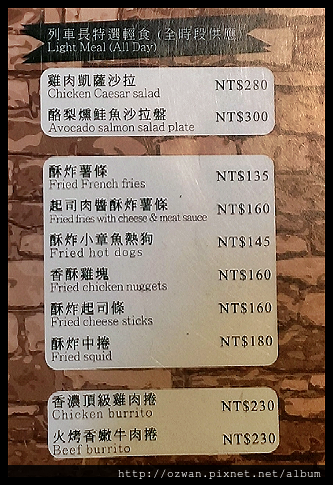 列車長特選輕食 (全時段供應)
Light Meal (All Day)
雞肉凱薩沙拉 NT$280
Chicken Caesar salad
酪梨燻鮭魚沙拉盤 NT$300
Avocado salmon salad plate
酥炸薯條 NT$135
Fried French fries
起司肉醬酥炸薯條 NT$160
Fried fries with cheese & meat sauce
酥炸小章魚熱狗 NT$145
Fried hot dogs
香酥雞塊 NT$160
Fried chicken nuggets
酥炸起司條 NT$160
Fried cheese sticks
酥炸中捲 NT$180
Fried squid
香濃頂級雞肉捲 NT$230
Chicken burrito
火烤香嫩牛肉捲 NT$230
Beef burrito
http://ozwan.pixnet.net/album